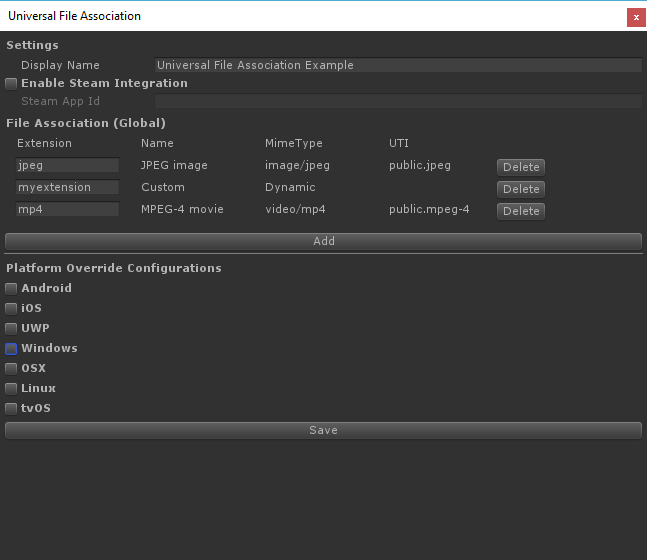 Universal File Association
x
Settings
Display Name Universal File Association Example
Enable Steam Integration
Steam App Id
File Association (Global)
Extension Name MimeType UTI
jpeg JPEG image image/jpeg public.jpeg Delete
myextension Custom Dynamic Delete
mp4 MPEG-4 movie video/mp4 public.mpeg-4 Delete
Add
Platform Override Configurations
Android
iOS
UWP
Windows
OSX
Linux
tvOS
Save